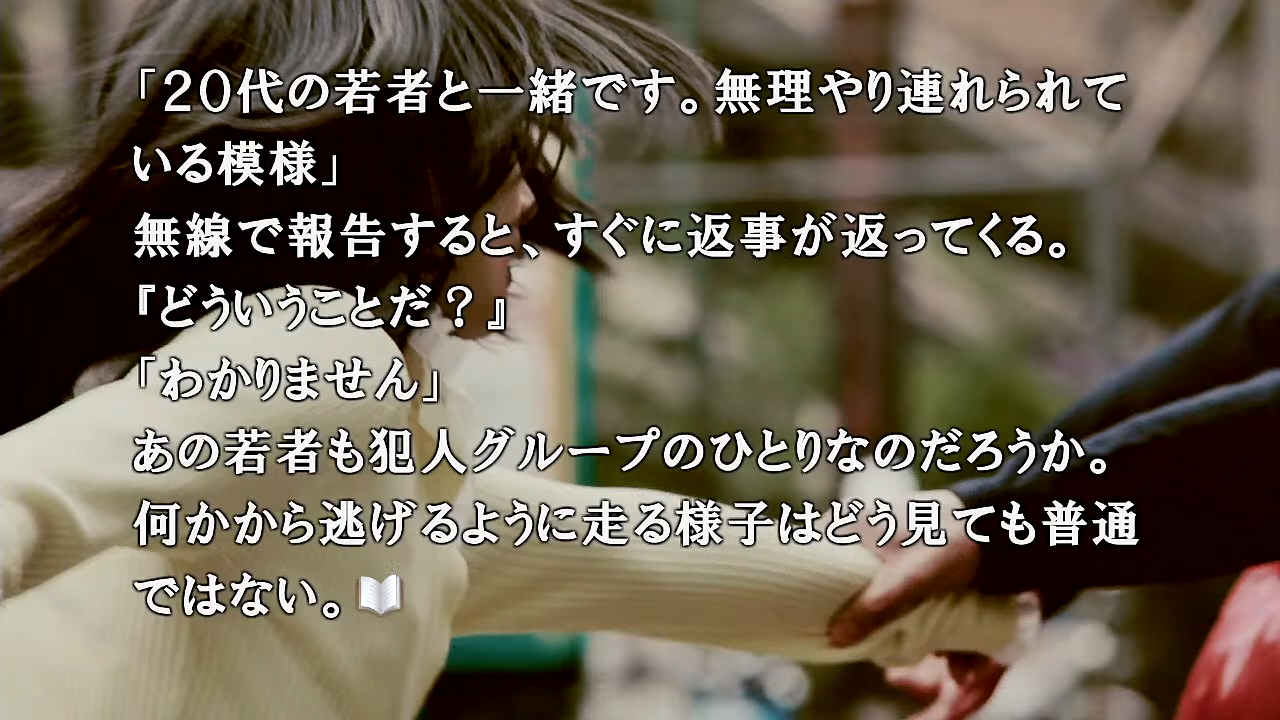 「20代の若者と一緒です。無理やり連れられて
いる模様」
無線で報告すると、すぐに返事が返ってくる。
『どういうことだ？』
「わかりません」
あの若者も犯人グループのひとりなのだろうか。
何かから逃げるように走る様子はどう見ても普通
ではない。